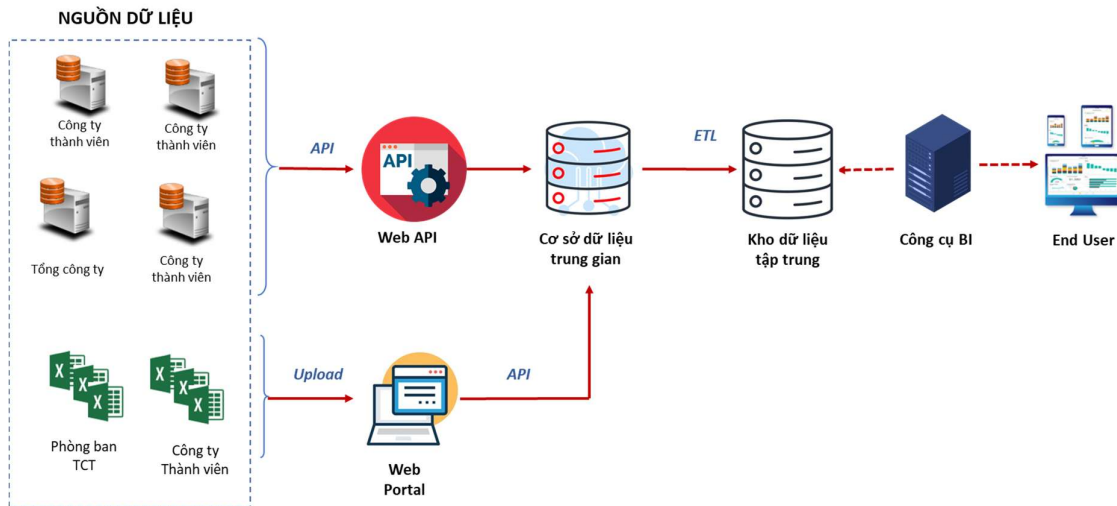 NGUỒN DỮ LIỆU
Công ty
thành viên
Công ty
thành viên
Tổng công ty
Công ty
thành viên
API
API
Web API
Cơ sở dữ liệu
trung gian
ETL
Kho dữ liệu
tập trung
Công cụ BI
End User
X
X
X
X
X
X
Phòng ban
TCT
Công ty
Thành viên
Upload
Web
Portal
API